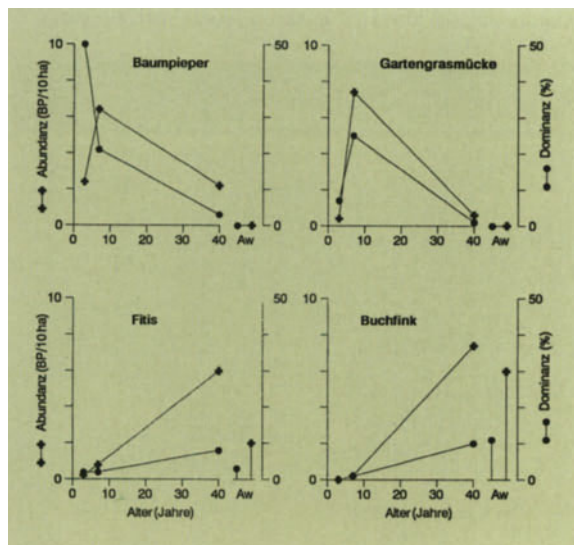 Baumpieper
Abundanz (BP/10 ha)
10
0
0 10 20 30 40 Aw
50
0
Gartengrasmücke
10
0
0 10 20 30 40 Aw
50
0
Dominanz (%)
Fitis
Abundanz (BP/10 ha)
10
0
0 10 20 30 40 Aw
50
0
Alter (Jahre)
Buchfink
10
0
0 10 20 30 40 Aw
50
0
Alter (Jahre)
Dominanz (%)